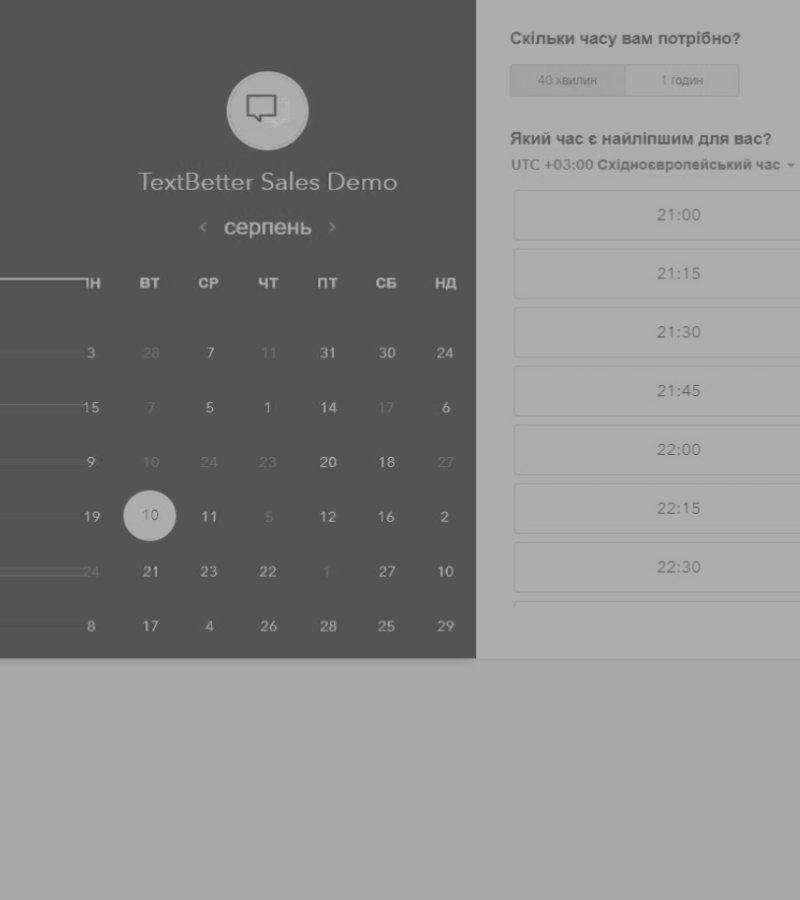 TextBetter Sales Demo
серпень
ВТ СР ЧТ ПТ СБ НД
3 28 7 11 31 30 24
15 7 5 1 14 17 6
9 10 24 23 20 18 27
19 10 11 5 12 16 2
24 21 23 22 1 27 10
8 17 4 26 28 25 29
Скільки часу вам потрібно?
40 хвилин 1 годин
Який час є найліпшим для вас?
UTC +03:00 Східноєвропейський час
21:00
21:15
21:30
21:45
22:00
22:15
22:30